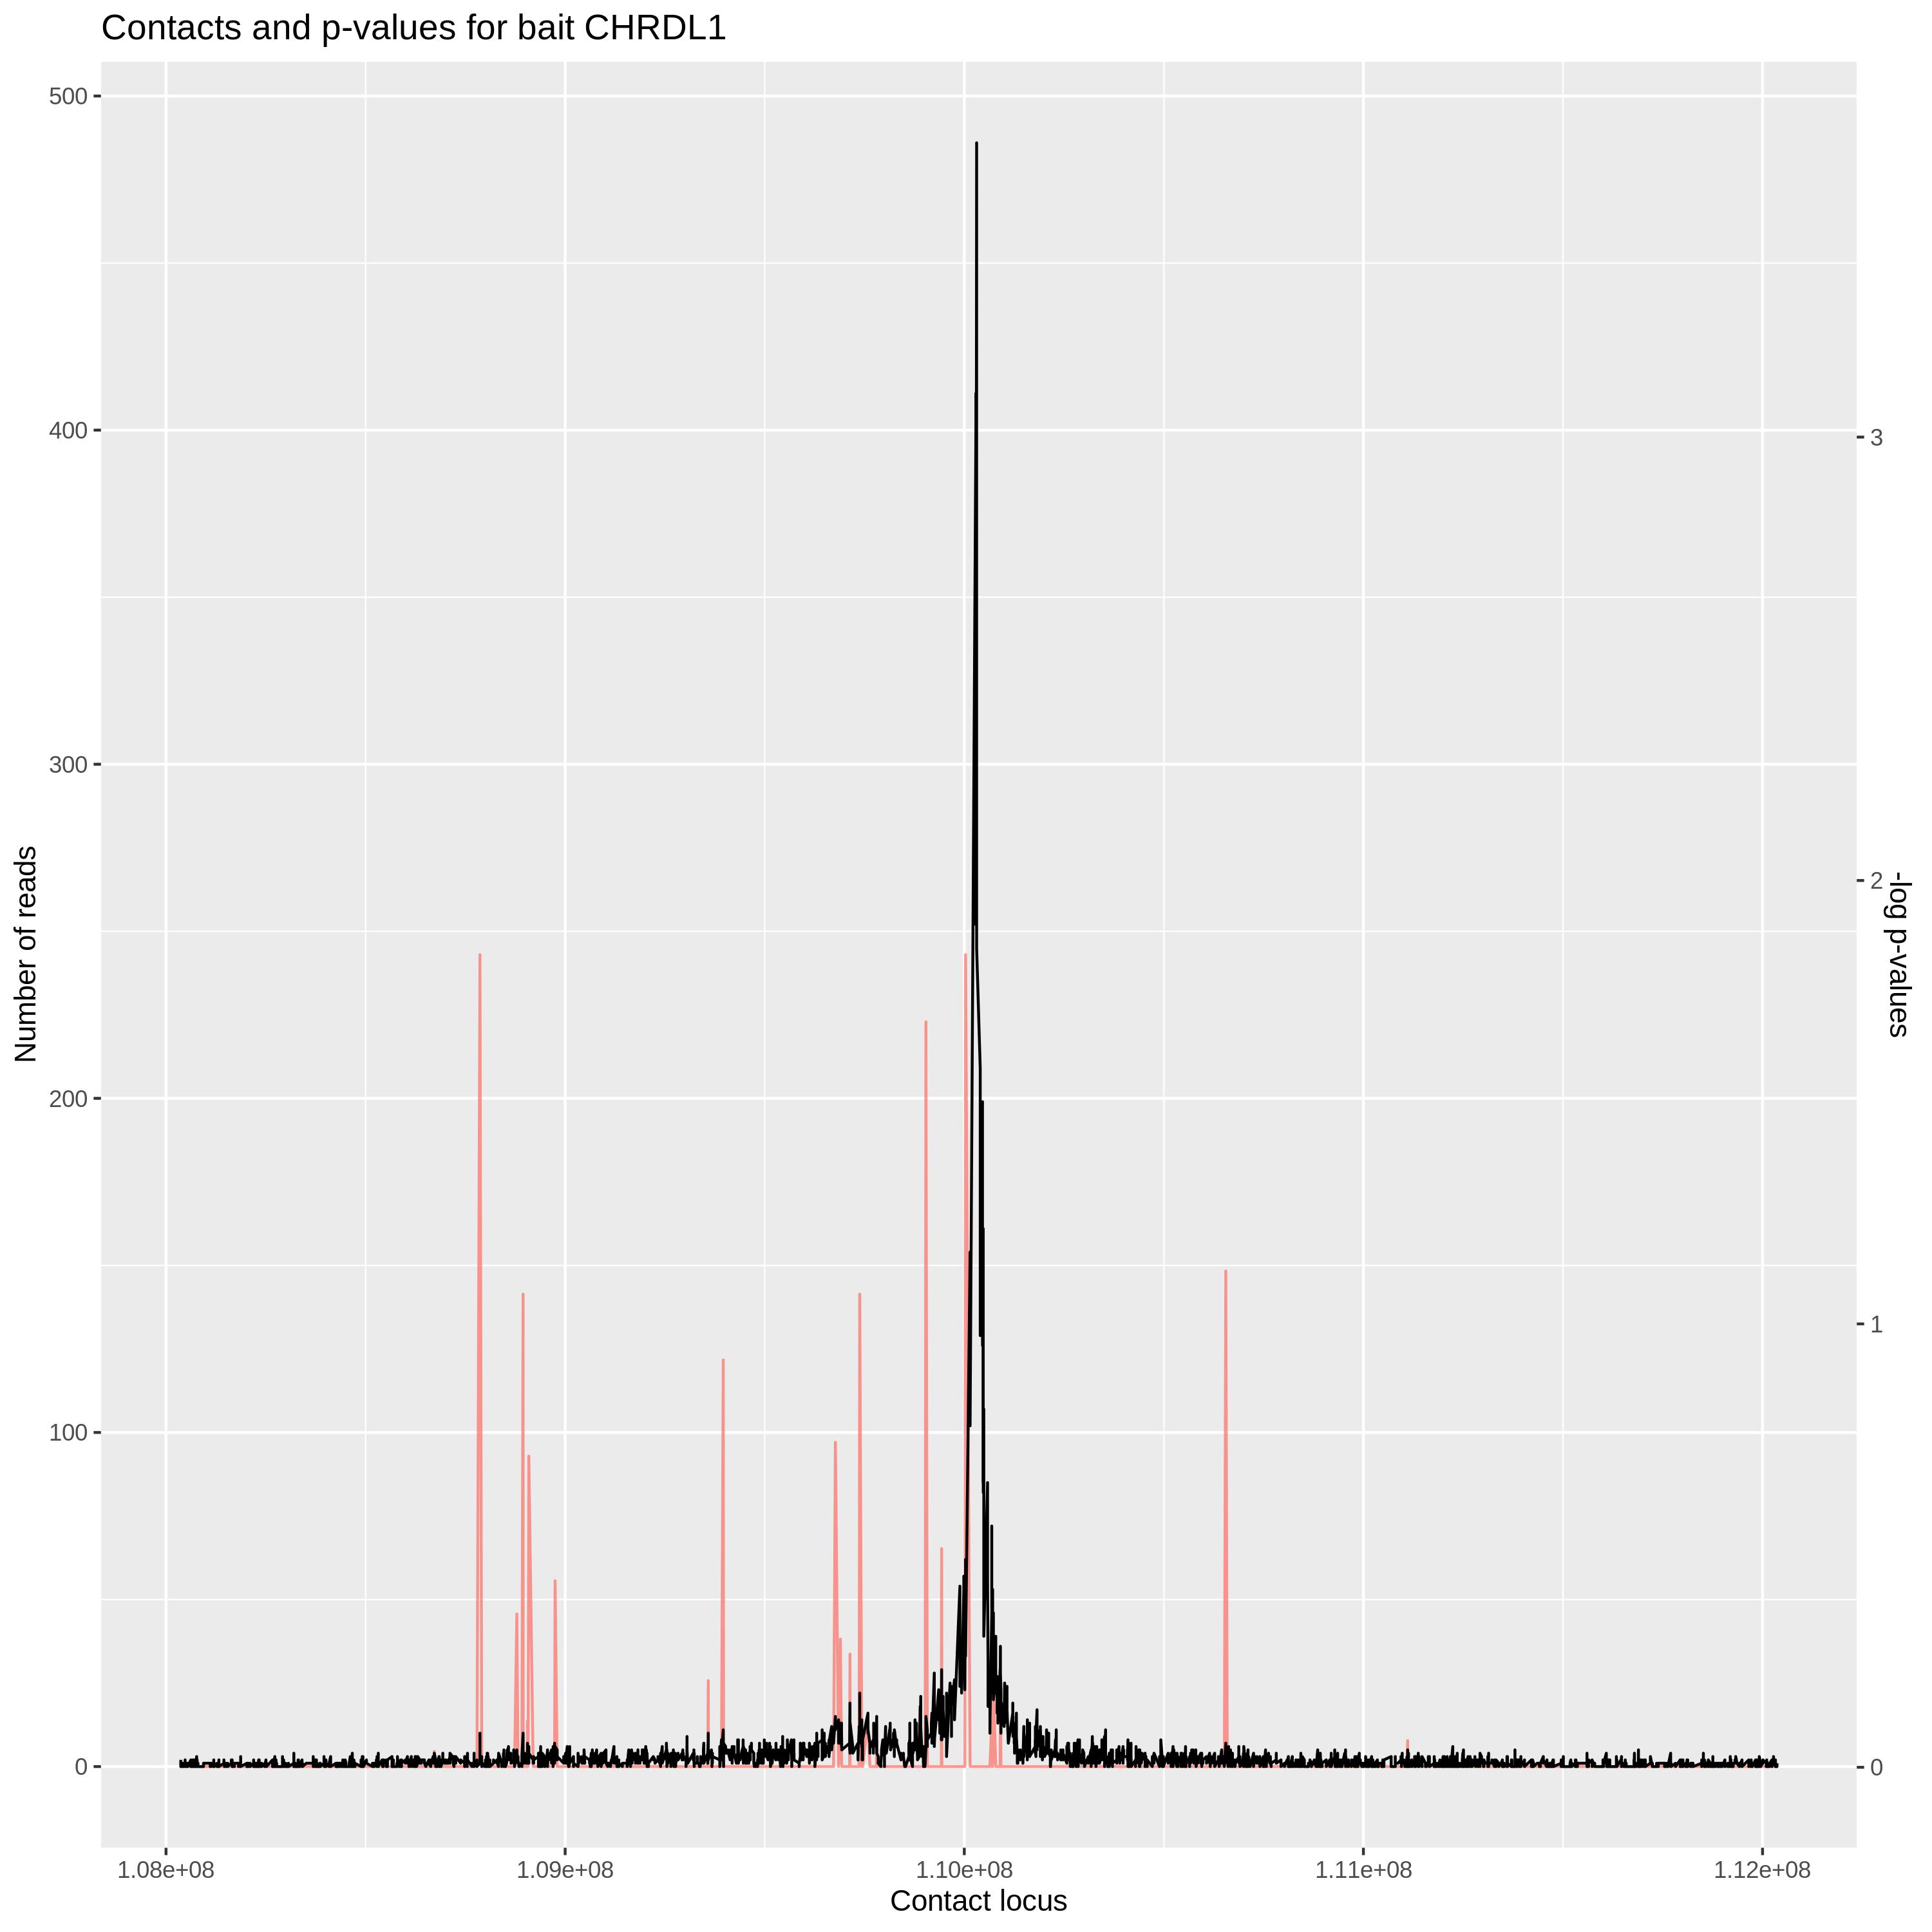 Contacts and p-values for bait CHRDL1
500
400
300
200
100
0
Number of reads
3
2
1
0
-log p-values
1.08e+08
1.09e+08
1.10e+08
1.11e+08
1.12e+08
Contact locus